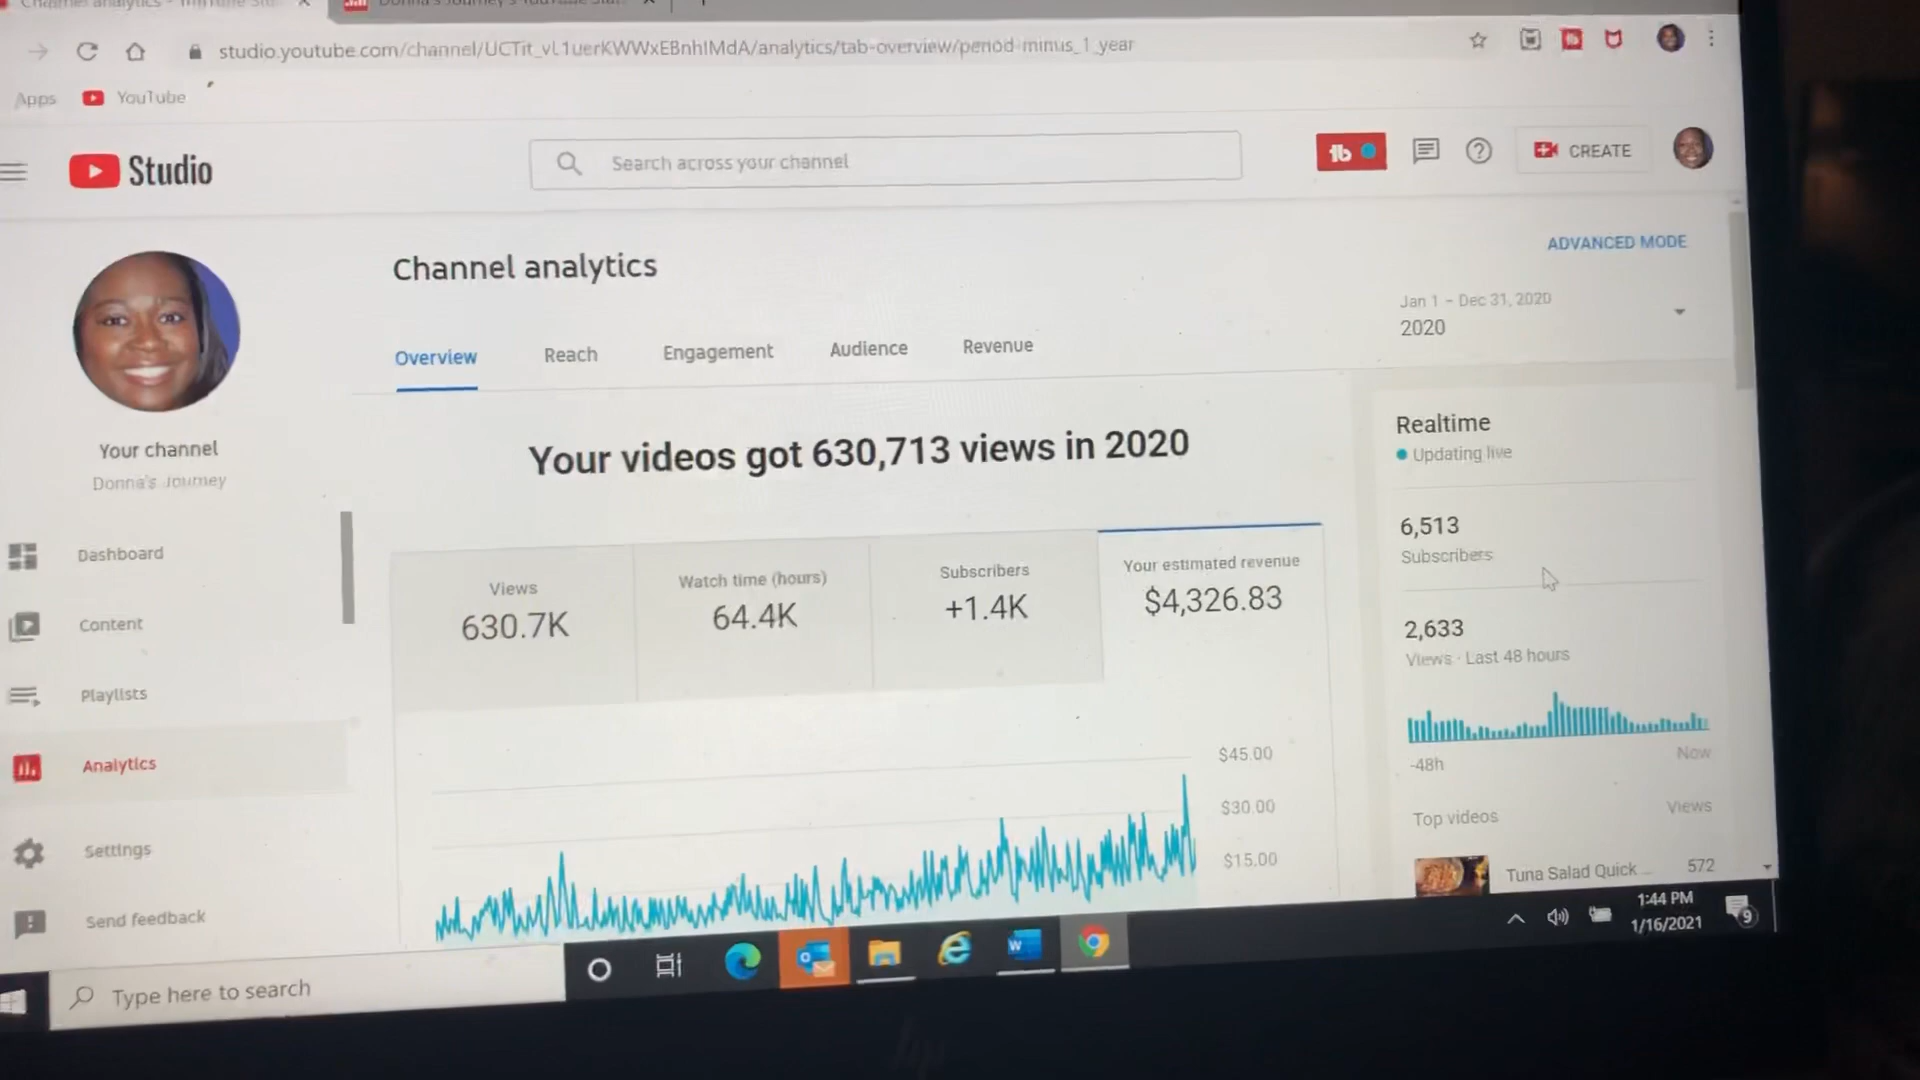 studio.youtube.com/channel/UCTit_vL1uerKWWxEBnhIMdA/analytics/tab-overview/period-minus_1_year
Apps
YouTube
Studio
Search across your channel
CREATE
Channel analytics
ADVANCED MODE
Jan 1 – Dec 31, 2020
2020
Overview
Reach
Engagement
Audience
Revenue
Your channel
Donna's Journey
Dashboard
Content
Playlists
Analytics
Settings
Send feedback
Your videos got 630,713 views in 2020
Views
630.7K
Watch time (hours)
64.4K
Subscribers
+1.4K
Your estimated revenue
$4,326.83
$45.00
$30.00
$15.00
Realtime
Updating live
6,513
Subscribers
2,633
Views · Last 48 hours
-48h
Now
Top videos
Views
Tuna Salad Quick ...
572
Type here to search
1:44 PM
1/16/2021
9